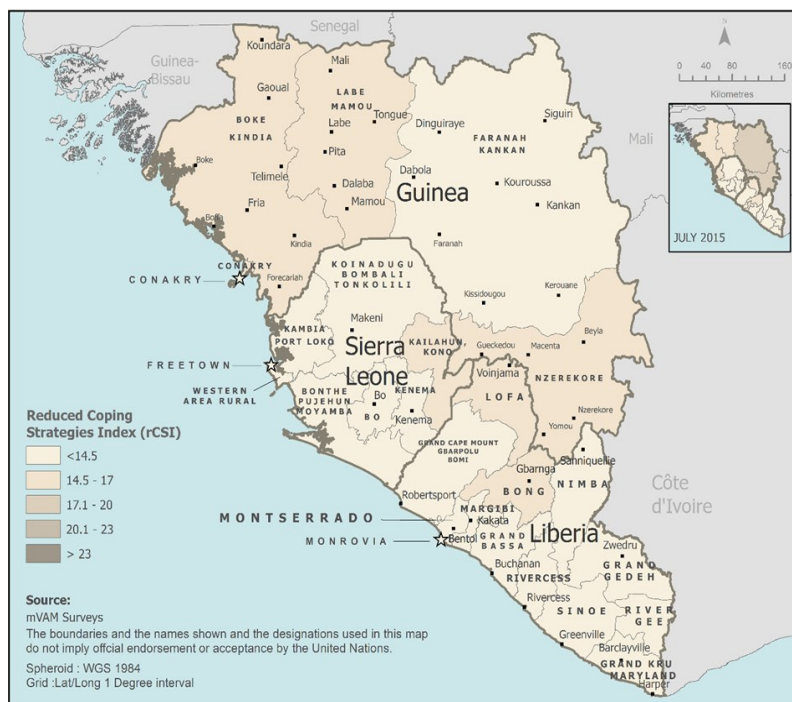 Senegal
Guinea-
Bissau
Mali
Côte
d'Ivoire
N
0 40 80 160
Kilometres
JULY 2015
Koundara
Gaoual
BOKE
KINDIA
Boke
Telimele
Fria
Boffa
Kindia
CONAKRY
CONAKRY
Forecariah
Mali
LABE
MAMOU
Tongue
Labe
Pita
Dalaba
Mamou
Dinguiraye
Siguiri
FARANAH
KANKAN
Dabola
Guinea
Kouroussa
Kankan
Faranah
Kissidougou
Kerouane
Beyla
Gueckedou
Macenta
NZEREKORE
Nzerekore
Yomou
KOINADUGU
BOMBALI
TONKOLILI
Makeni
KAMBIA
PORT LOKO
Sierra
Leone
KAILAHUN,
KONO
FREETOWN
WESTERN
AREA RURAL
BONTHE
PUJEHUN
MOYAMBA
Bo
BO
KENEMA
Kenema
Voinjama
LOFA
GRAND CAPE MOUNT
GBARPOLU
BOMI
Gbarnga
BONG
Sanniquellie
NIMBA
Robertsport
MONTSERRADO
MARGIBI
Kakata
MONROVIA
Bentol
GRAND
BASSA
Liberia
Buchanan
RIVERCESS
Rivercess
Zwedru
GRAND
GEDEH
SINOE
RIVER
GEE
Greenville
Barclayville
GRAND KRU
MARYLAND
Harper
Reduced Coping
Strategies Index (rCSI)
<14.5
14.5 - 17
17.1 - 20
20.1 - 23
> 23
Source:
mVAM Surveys
The boundaries and the names shown and the designations used in this map
do not imply offcial endorsement or acceptance by the United Nations.
Spheroid : WGS 1984
Grid :Lat/Long 1 Degree interval